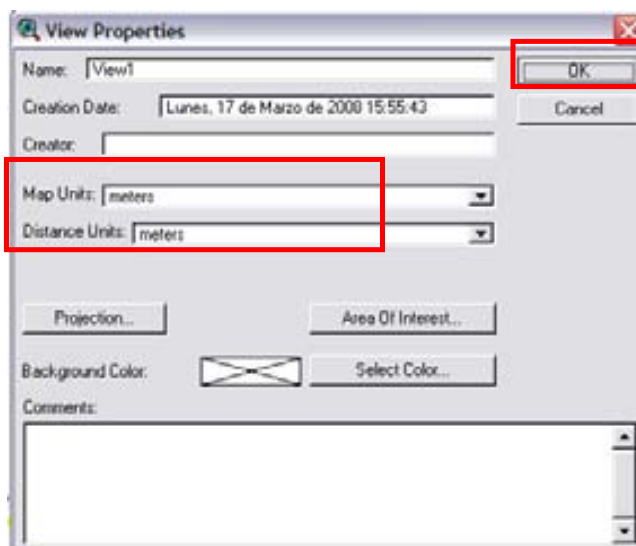 View Properties
Name: View1
OK
Creation Date: Lunes, 17 de Marzo de 2008 15:55:43
Cancel
Creator:
Map Units: meters
Distance Units: meters
Projection...
Area Of Interest...
Background Color:
Select Color...
Comments: